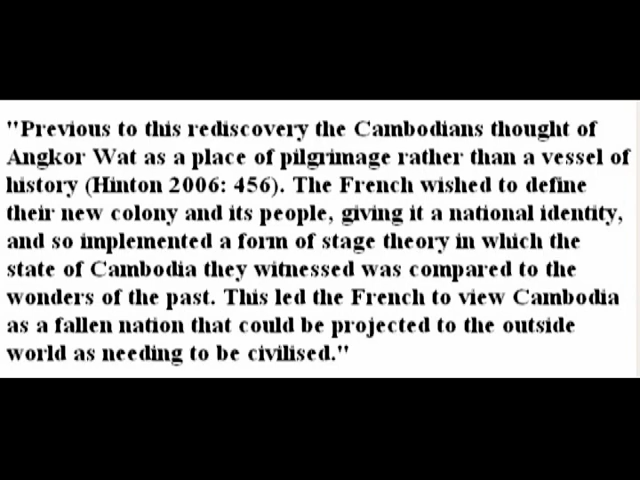 "Previous to this rediscovery the Cambodians thought of
Angkor Wat as a place of pilgrimage rather than a vessel of
history (Hinton 2006: 456). The French wished to define
their new colony and its people, giving it a national identity,
and so implemented a form of stage theory in which the
state of Cambodia they witnessed was compared to the
wonders of the past. This led the French to view Cambodia
as a fallen nation that could be projected to the outside
world as needing to be civilised."